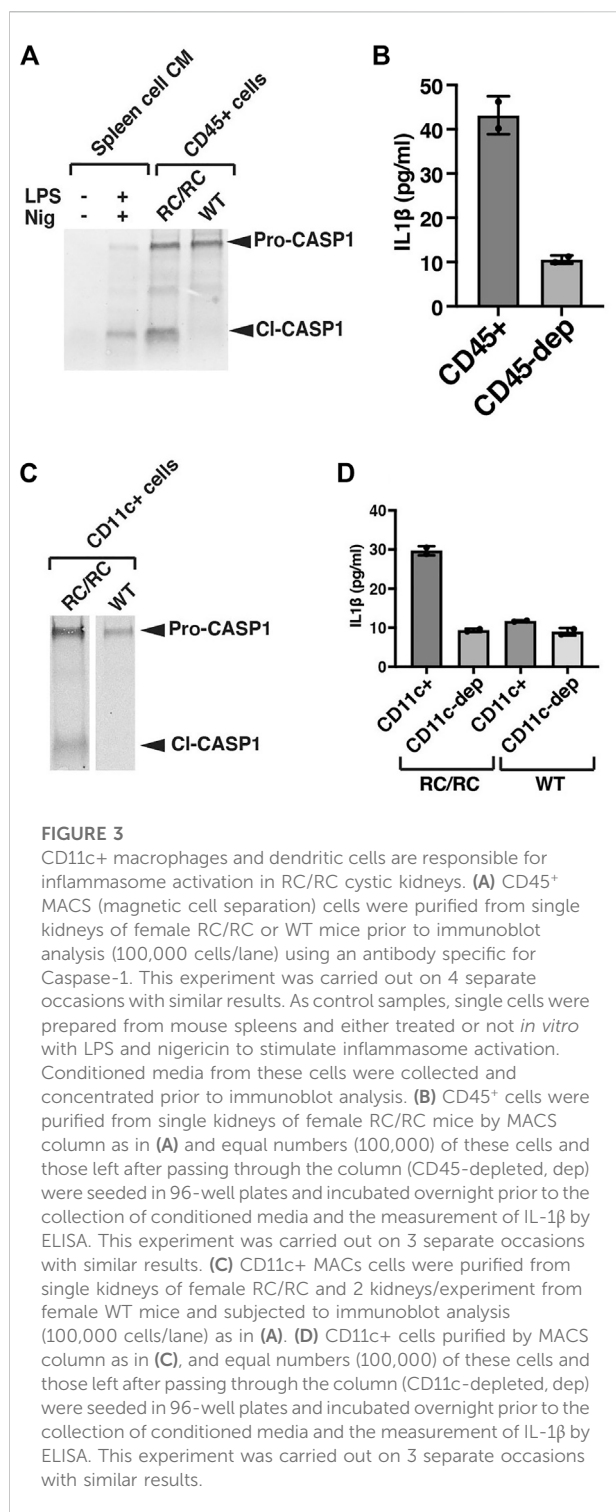 A
Spleen cell CM
CD45+ cells
LPS - +
Nig - +
RC/RC
WT
Pro-CASP1
Cl-CASP1
B
IL1β (pg/ml)
50
40
30
20
10
0
CD45+
CD45-dep
C
CD11c+ cells
RC/RC
WT
Pro-CASP1
Cl-CASP1
D
IL1β (pg/ml)
40
30
20
10
0
CD11c+
CD11c-dep
CD11c+
CD11c-dep
RC/RC
WT
FIGURE 3
CD11c+ macrophages and dendritic cells are responsible for
inflammasome activation in RC/RC cystic kidneys. (A) CD45⁺
MACS (magnetic cell separation) cells were purified from single
kidneys of female RC/RC or WT mice prior to immunoblot
analysis (100,000 cells/lane) using an antibody specific for
Caspase-1. This experiment was carried out on 4 separate
occasions with similar results. As control samples, single cells were
prepared from mouse spleens and either treated or not in vitro
with LPS and nigericin to stimulate inflammasome activation.
Conditioned media from these cells were collected and
concentrated prior to immunoblot analysis. (B) CD45⁺ cells were
purified from single kidneys of female RC/RC mice by MACS
column as in (A) and equal numbers (100,000) of these cells and
those left after passing through the column (CD45-depleted, dep)
were seeded in 96-well plates and incubated overnight prior to the
collection of conditioned media and the measurement of IL-1β by
ELISA. This experiment was carried out on 3 separate occasions
with similar results. (C) CD11c+ MACs cells were purified from
single kidneys of female RC/RC and 2 kidneys/experiment from
female WT mice and subjected to immunoblot analysis
(100,000 cells/lane) as in (A). (D) CD11c+ cells purified by MACS
column as in (C), and equal numbers (100,000) of these cells and
those left after passing through the column (CD11c-depleted, dep)
were seeded in 96-well plates and incubated overnight prior to the
collection of conditioned media and the measurement of IL-1β by
ELISA. This experiment was carried out on 3 separate occasions
with similar results.